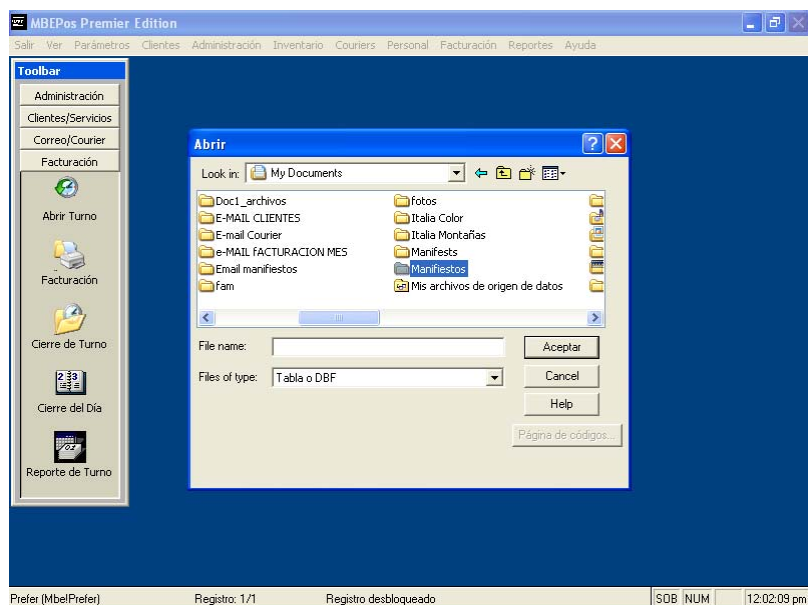 MBEPos Premier Edition
Salir Ver Parámetros Clientes Administración Inventario Couriers Personal Facturación Reportes Ayuda
Toolbar
Administración
Clientes/Servicios
Correo/Courier
Facturación
Abrir Turno
Facturación
Cierre de Turno
Cierre del Día
Reporte de Turno
Abrir
Look in: My Documents
Doc1_archivos
E-MAIL CLIENTES
E-mail Courier
e-MAIL fACTURACION MES
Email manifiestos
fam
fotos
Italia Color
Italia Montañas
Manifests
Manifiestos
Mis archivos de origen de datos
File name:
Aceptar
Files of type: Tabla o DBF
Cancel
Help
Página de códigos...
Prefer (Mbe!Prefer) Registro: 1/1 Registro desbloqueado SOB NUM 12:02:09 pm